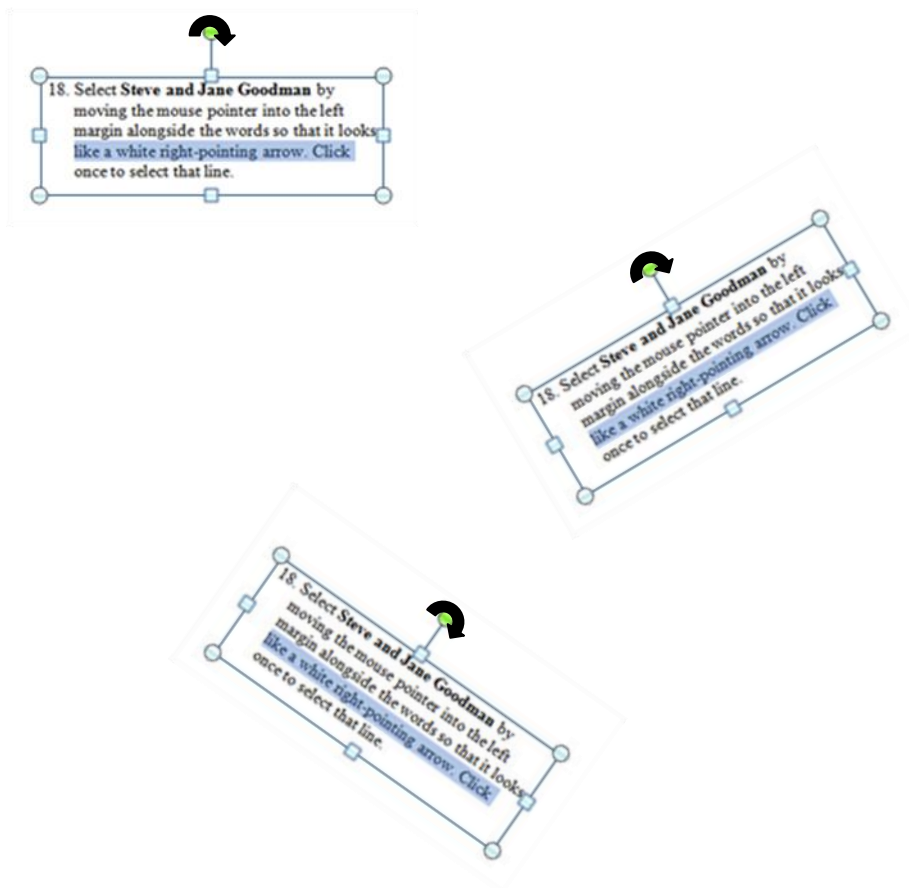 18. Select Steve and Jane Goodman by
moving the mouse pointer into the left
margin alongside the words so that it looks
like a white right-pointing arrow. Click
once to select that line.
18. Select Steve and Jane Goodman by
moving the mouse pointer into the left
margin alongside the words so that it looks
like a white right-pointing arrow. Click
once to select that line.
18. Select Steve and Jane Goodman by
moving the mouse pointer into the left
margin alongside the words so that it looks
like a white right-pointing arrow. Click
once to select that line.